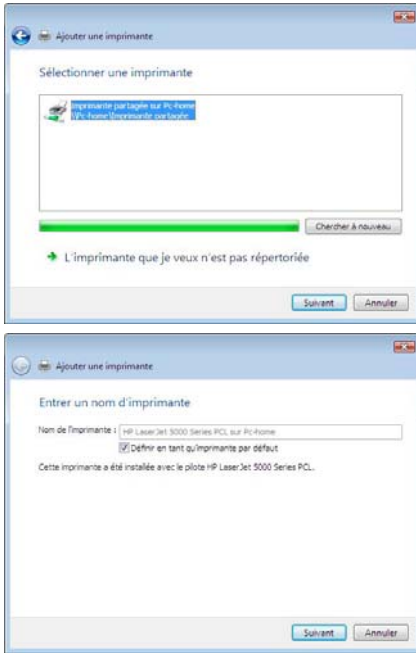 Ajouter une imprimante
Sélectionner une imprimante
Imprimante partagée sur Pc-home
\\Pc-home\Imprimante partagée
Chercher à nouveau
L'imprimante que je veux n'est pas répertoriée
Suivant Annuler
Ajouter une imprimante
Entrer un nom d'imprimante
Nom de l'imprimante : HP LaserJet 5000 Series PCL sur Pc-home
Définir en tant qu'imprimante par défaut
Cette imprimante a été installée avec le pilote HP LaserJet 5000 Series PCL.
Suivant Annuler